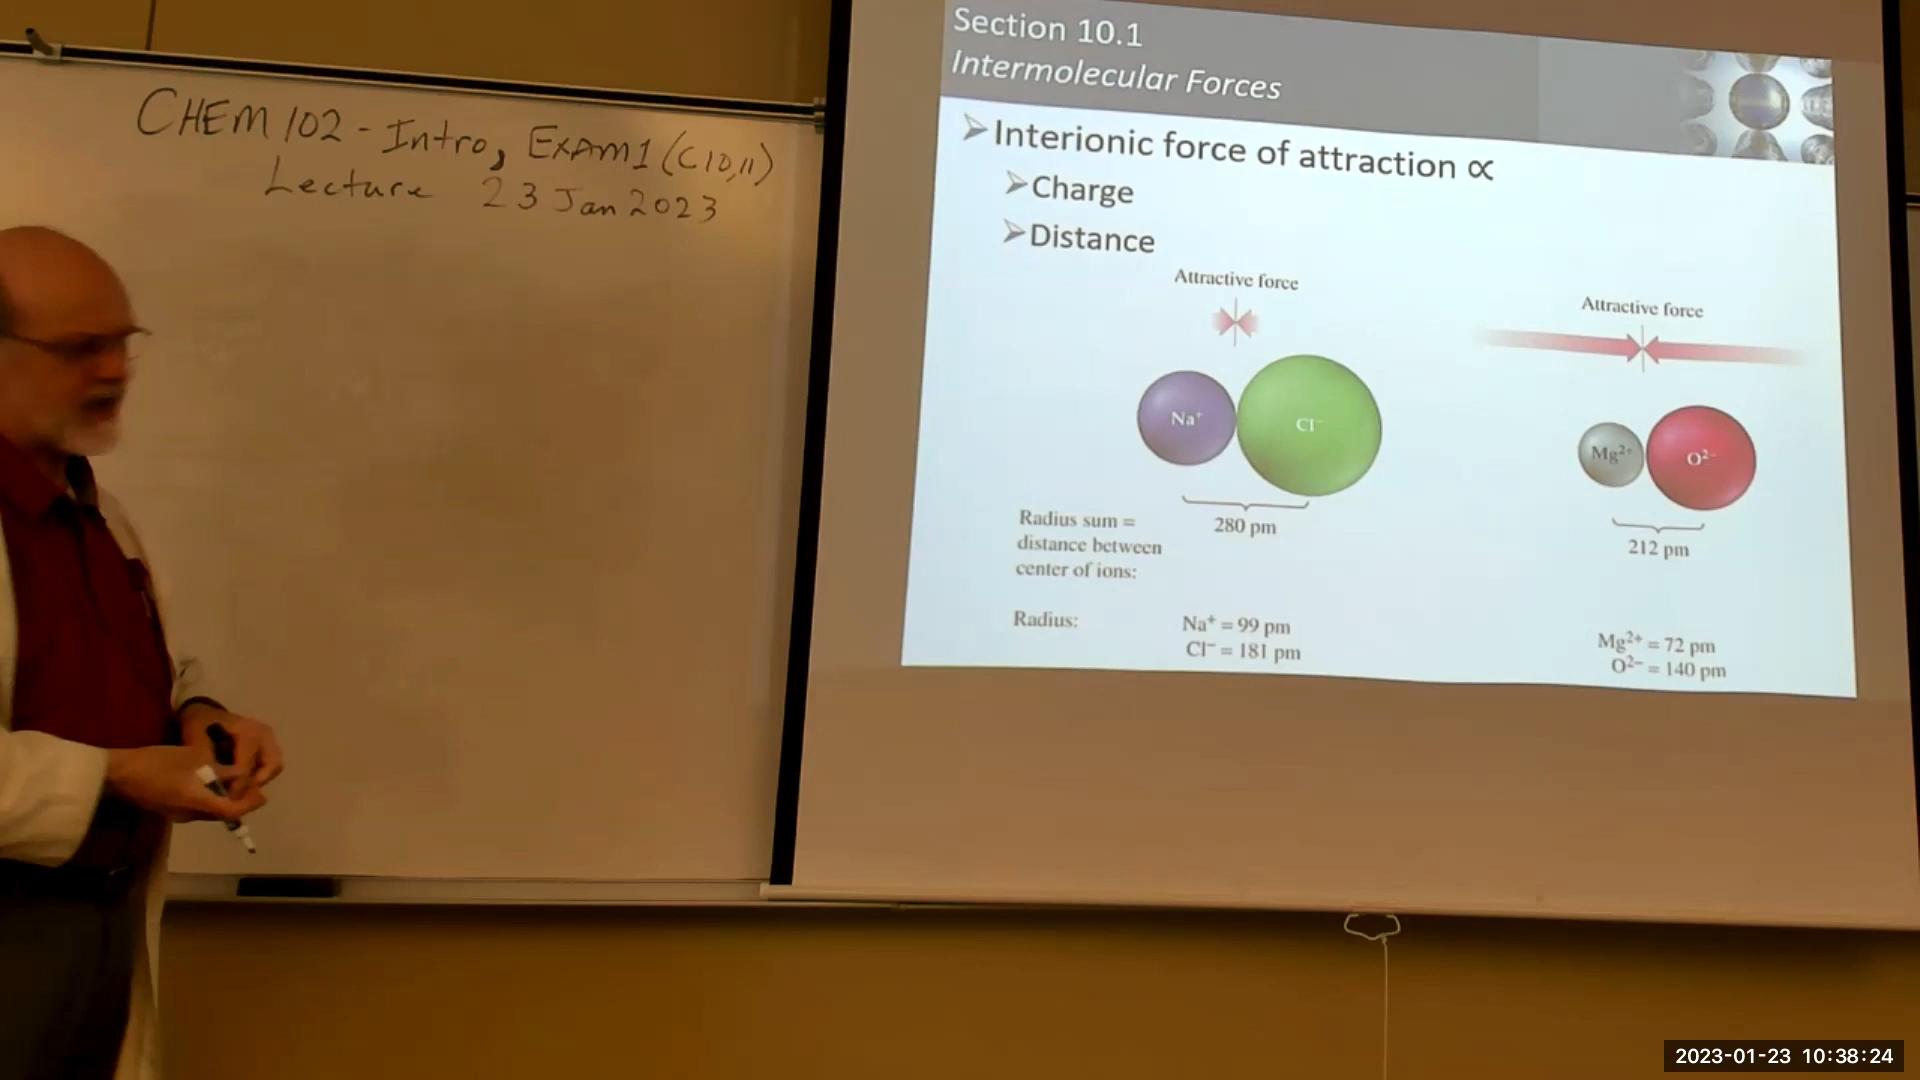 CHEM 102 - Intro, EXAM 1 (C10,11)
Lecture 23 Jan 2023
Section 10.1
Intermolecular Forces
➢Interionic force of attraction ∝
➢Charge
➢Distance
Attractive force
Attractive force
Na⁺
Cl⁻
Mg²⁺
O²⁻
280 pm
212 pm
Radius sum =
distance between
center of ions:
Radius:
Na⁺ = 99 pm
Cl⁻ = 181 pm
Mg²⁺ = 72 pm
O²⁻ = 140 pm
2023-01-23 10:38:24